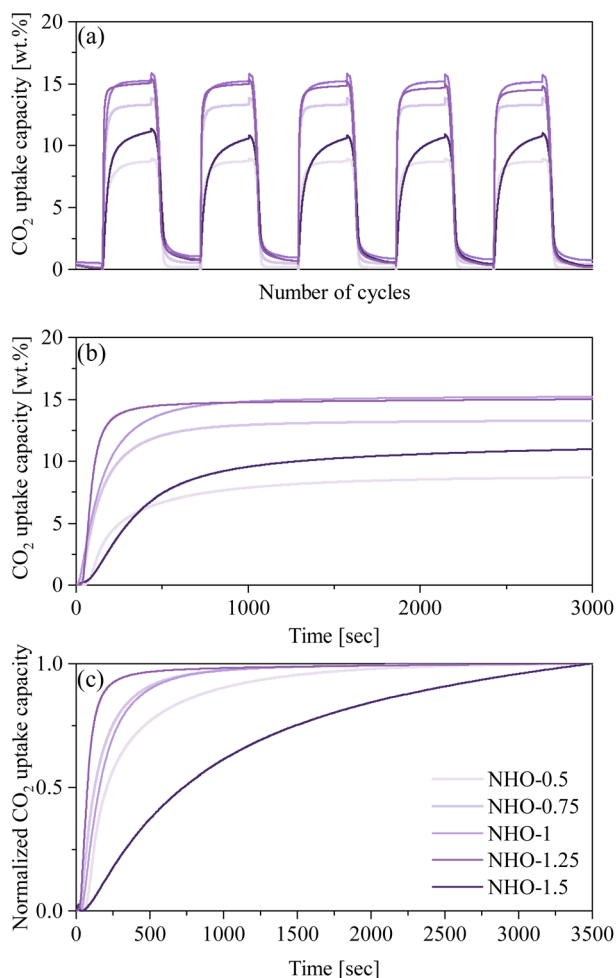 (a)
20
15
10
5
0
CO₂ uptake capacity [wt.%]
Number of cycles
(b)
20
15
10
5
0
CO₂ uptake capacity [wt.%]
0 1000 2000 3000
Time [sec]
(c)
1.0
0.5
0.0
Normalized CO₂ uptake capacity
NHO-0.5
NHO-0.75
NHO-1
NHO-1.25
NHO-1.5
0 500 1000 1500 2000 2500 3000 3500
Time [sec]